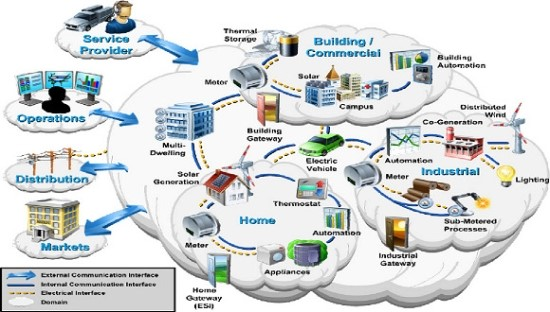 Service
Provider
Operations
Distribution
Markets
Thermal
Storage
Building /
Commercial
Building
Automation
Motor
Solar
Campus
Building
Gateway
Multi-
Dwelling
Electric
Vehicle
Distributed
Wind
Co-Generation
Automation
Meter
Industrial
Lighting
Sub-Metered
Processes
Industrial
Gateway
Solar
Generation
Thermostat
Home
Automation
Meter
Appliances
Home
Gateway
(ESI)
External Communication Interface
Internal Communication Interface
Electrical Interface
Domain